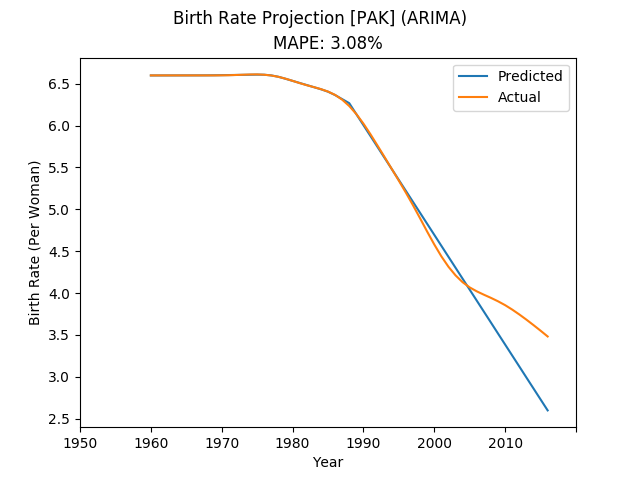 Birth Rate Projection [PAK] (ARIMA)
MAPE: 3.08%
Predicted
Actual
Birth Rate (Per Woman)
6.5
6.0
5.5
5.0
4.5
4.0
3.5
3.0
2.5
1950 1960 1970 1980 1990 2000 2010
Year